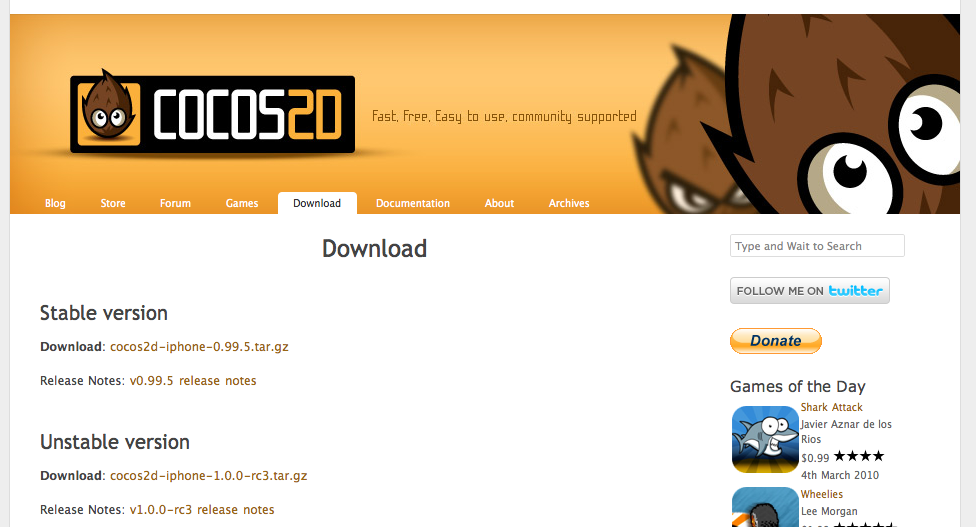 COCOS2D
Fast, Free, Easy to use, community supported
Blog Store Forum Games Download Documentation About Archives
Download
Stable version
Download: cocos2d-iphone-0.99.5.tar.gz
Release Notes: v0.99.5 release notes
Unstable version
Download: cocos2d-iphone-1.0.0-rc3.tar.gz
Release Notes: v1.0.0-rc3 release notes
Type and Wait to Search
FOLLOW ME ON twitter
Donate
Games of the Day
Shark Attack
Javier Aznar de los
Rios
$0.99 ★★★★
4th March 2010
Wheelies
Lee Morgan